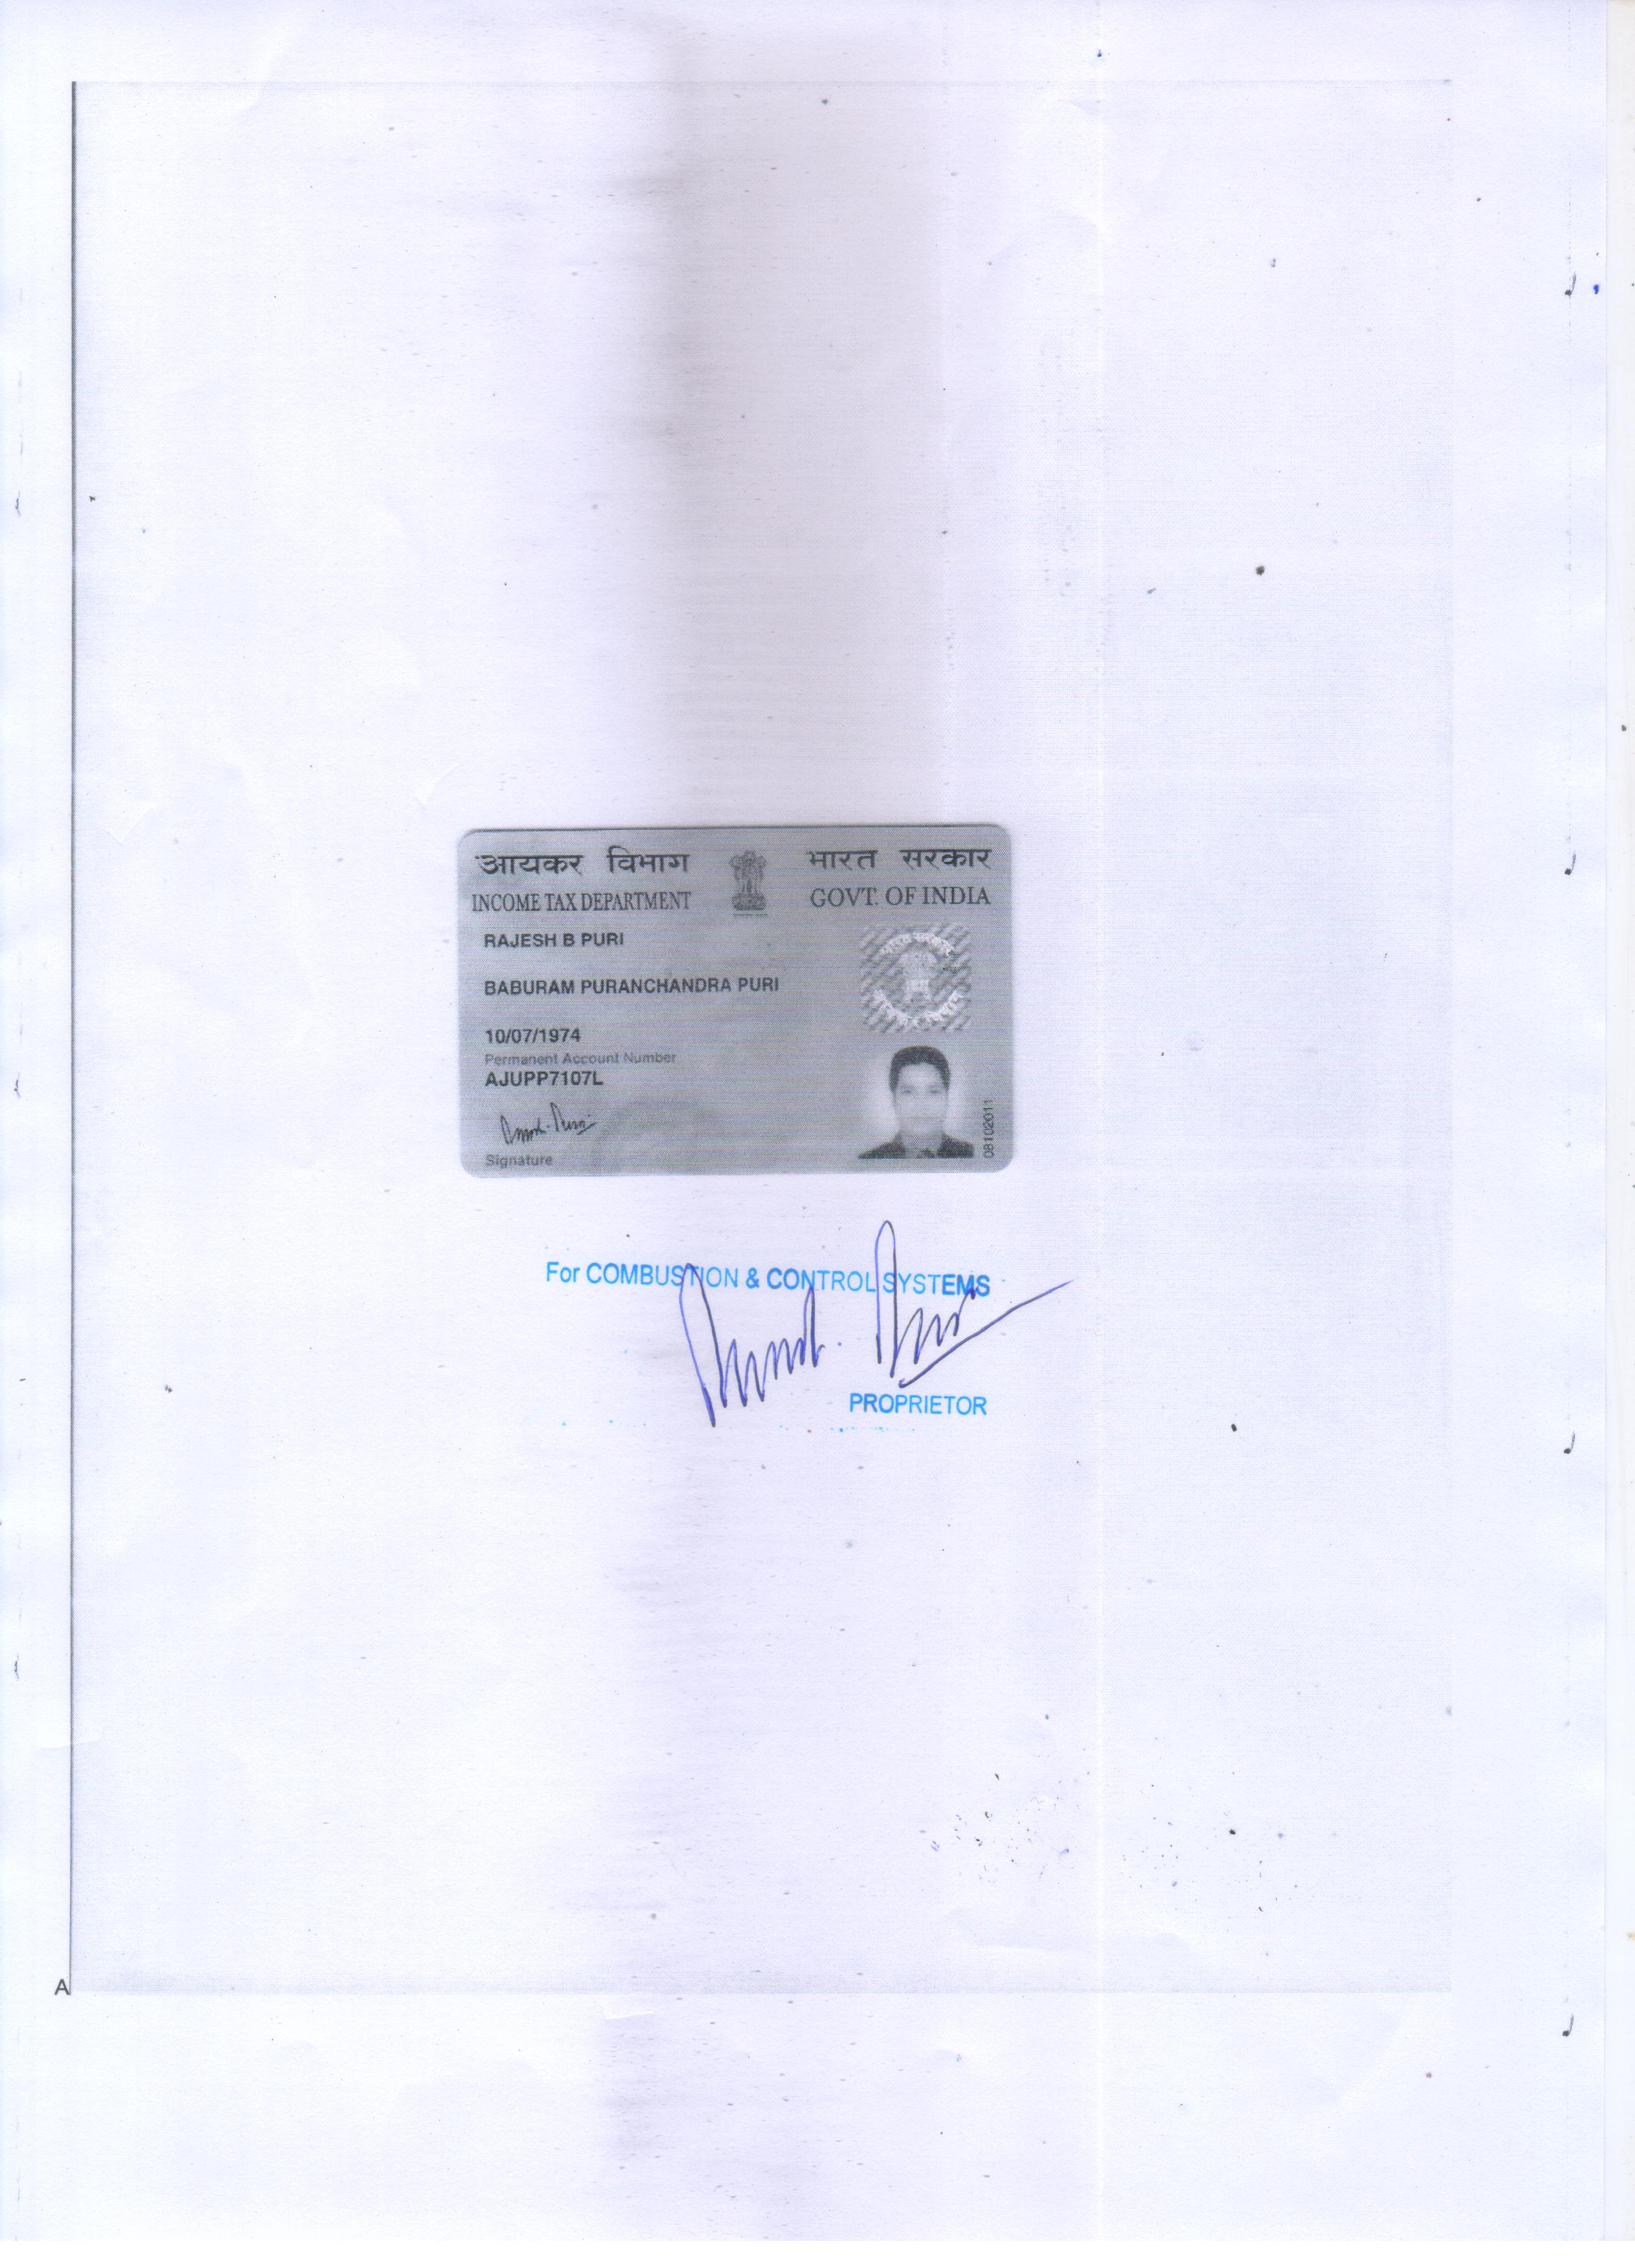 आयकर विभाग
INCOME TAX DEPARTMENT
भारत सरकार
GOVT. OF INDIA
RAJESH B PURI
BABURAM PURANCHANDRA PURI
10/07/1974
Permanent Account Number
AJUPP7107L
Signature
08102011
For COMBUSTION & CONTROL SYSTEMS
PROPRIETOR
A